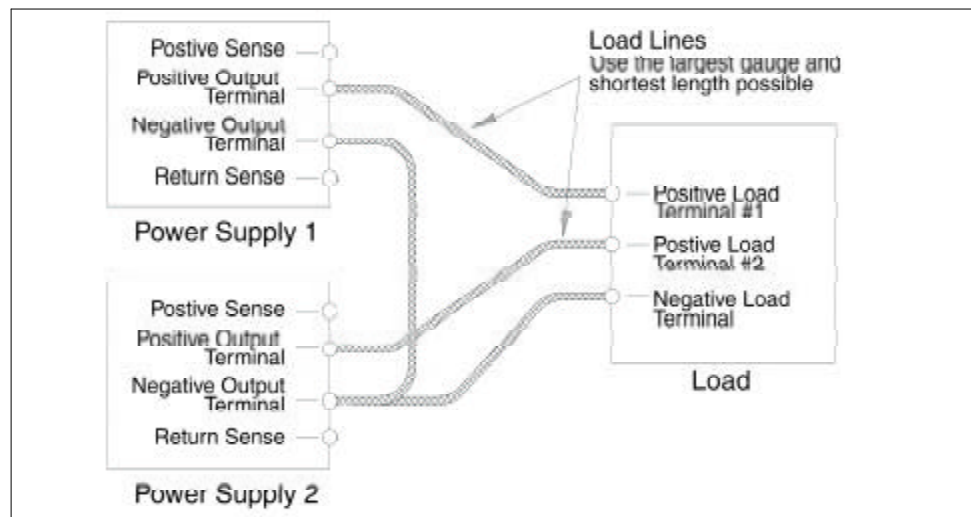 Postive Sense
Positive Output
Terminal
Negative Output
Terminal
Return Sense
Power Supply 1
Load Lines
Use the largest gauge and
shortest length possible
Positive Load
Terminal #1
Postive Load
Terminal #2
Negative Load
Terminal
Load
Postive Sense
Positive Output
Terminal
Negative Output
Terminal
Return Sense
Power Supply 2